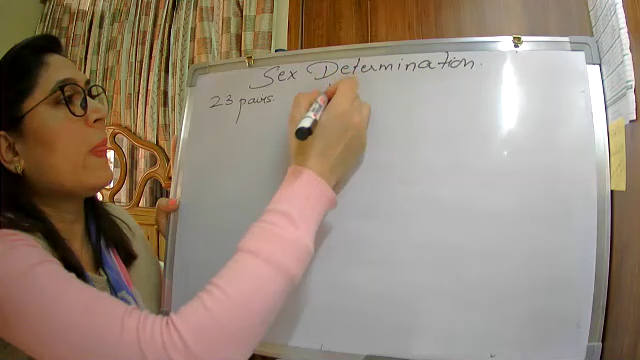 Sex Determination.
23 pairs.